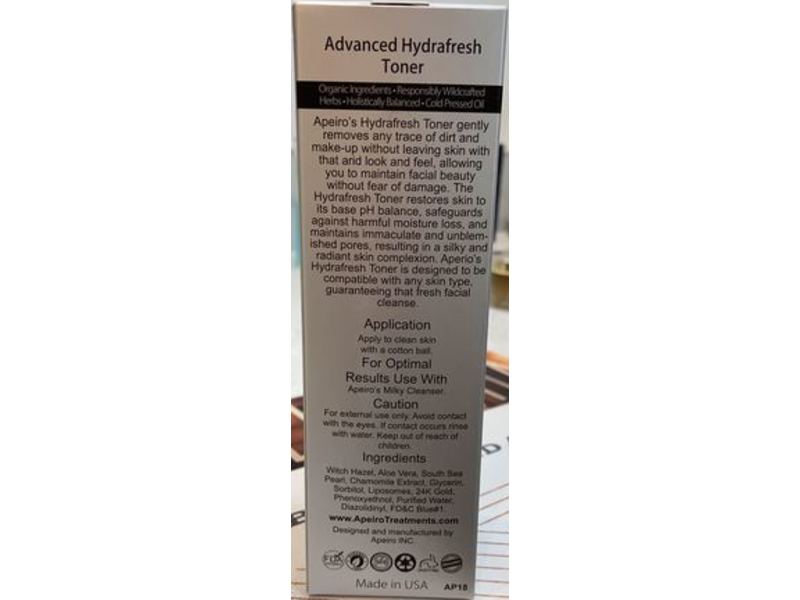 Advanced Hydrafresh
Toner
Organic Ingredients • Responsibly Wildcrafted
Herbs • Holistically Balanced • Cold Pressed Oil
Apeiro's Hydrafresh Toner gently
removes any trace of dirt and
make-up without leaving skin with
that arid look and feel, allowing
you to maintain facial beauty
without fear of damage. The
Hydrafresh Toner restores skin to
its base pH balance, safeguards
against harmful moisture loss, and
maintains immaculate and unblem-
ished pores, resulting in a silky and
radiant skin complexion. Aperio's
Hydrafresh Toner is designed to be
compatible with any skin type,
guaranteeing that fresh facial
cleanse.
Application
Apply to clean skin
with a cotton ball.
For Optimal
Results Use With
Apeiro's Milky Cleanser.
Caution
For external use only. Avoid contact
with the eyes. If contact occurs rinse
with water. Keep out of reach of
children.
Ingredients
Witch Hazel, Aloe Vera, South Sea
Pearl, Chamomile Extract, Glycerin,
Sorbitol, Liposomes, 24K Gold,
Phenoxyethnol, Purified Water,
Diazolidinyl, FD&C Blue#1.
www.ApeiroTreatments.com
Designed and manufactured by
Apeiro INC.
FDA
Made in USA AP18